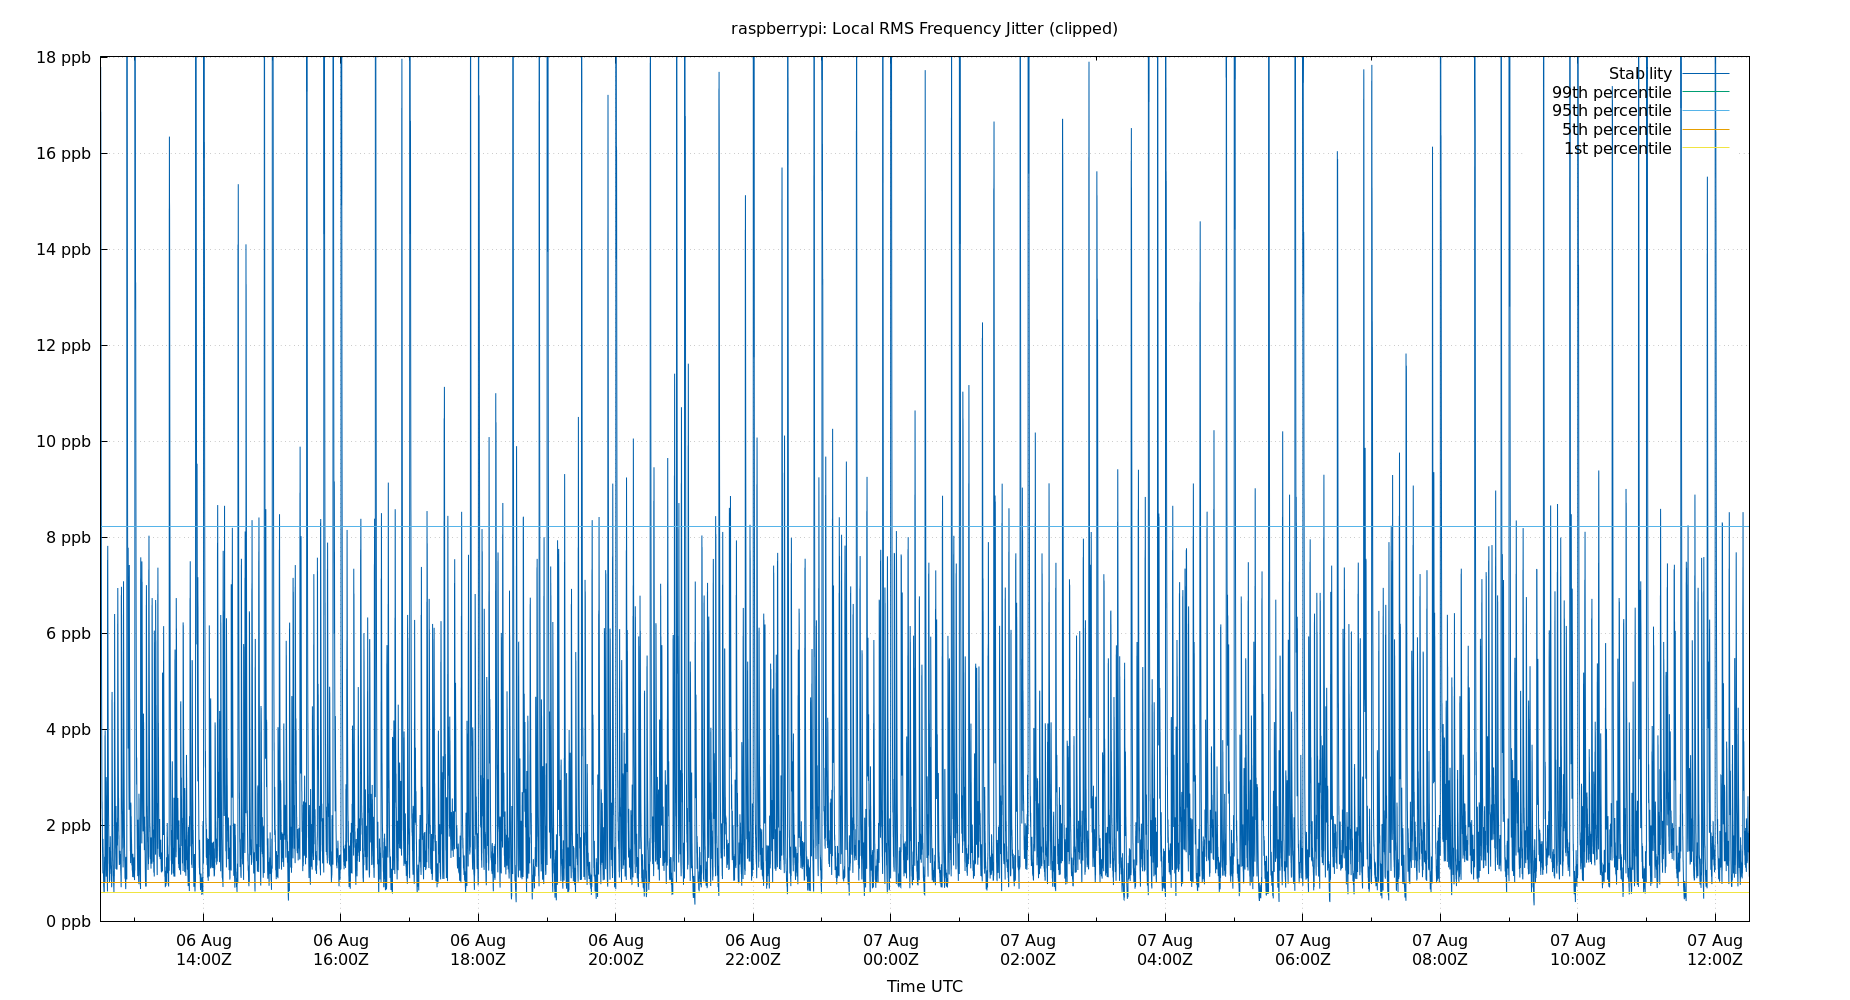 raspberrypi: Local RMS Frequency Jitter (clipped)
18 ppb
16 ppb
14 ppb
12 ppb
10 ppb
8 ppb
6 ppb
4 ppb
2 ppb
0 ppb
Stability
99th percentile
95th percentile
5th percentile
1st percentile
06 Aug 06 Aug 06 Aug 06 Aug 06 Aug 07 Aug 07 Aug 07 Aug 07 Aug 07 Aug 07 Aug 07 Aug
14:00Z 16:00Z 18:00Z 20:00Z 22:00Z 00:00Z 02:00Z 04:00Z 06:00Z 08:00Z 10:00Z 12:00Z
Time UTC